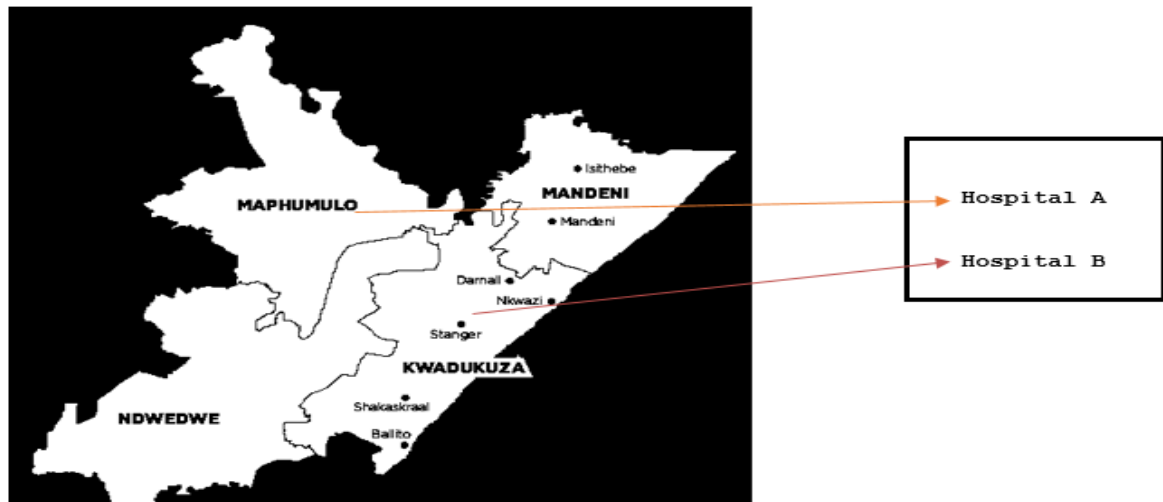 Isithebe
MANDENI
MAPHUMULO
Mandeni
Darnall
Nkwazi
Stanger
KWADUKUZA
Shakaskraal
NDWEDWE
Ballito
Hospital A
Hospital B